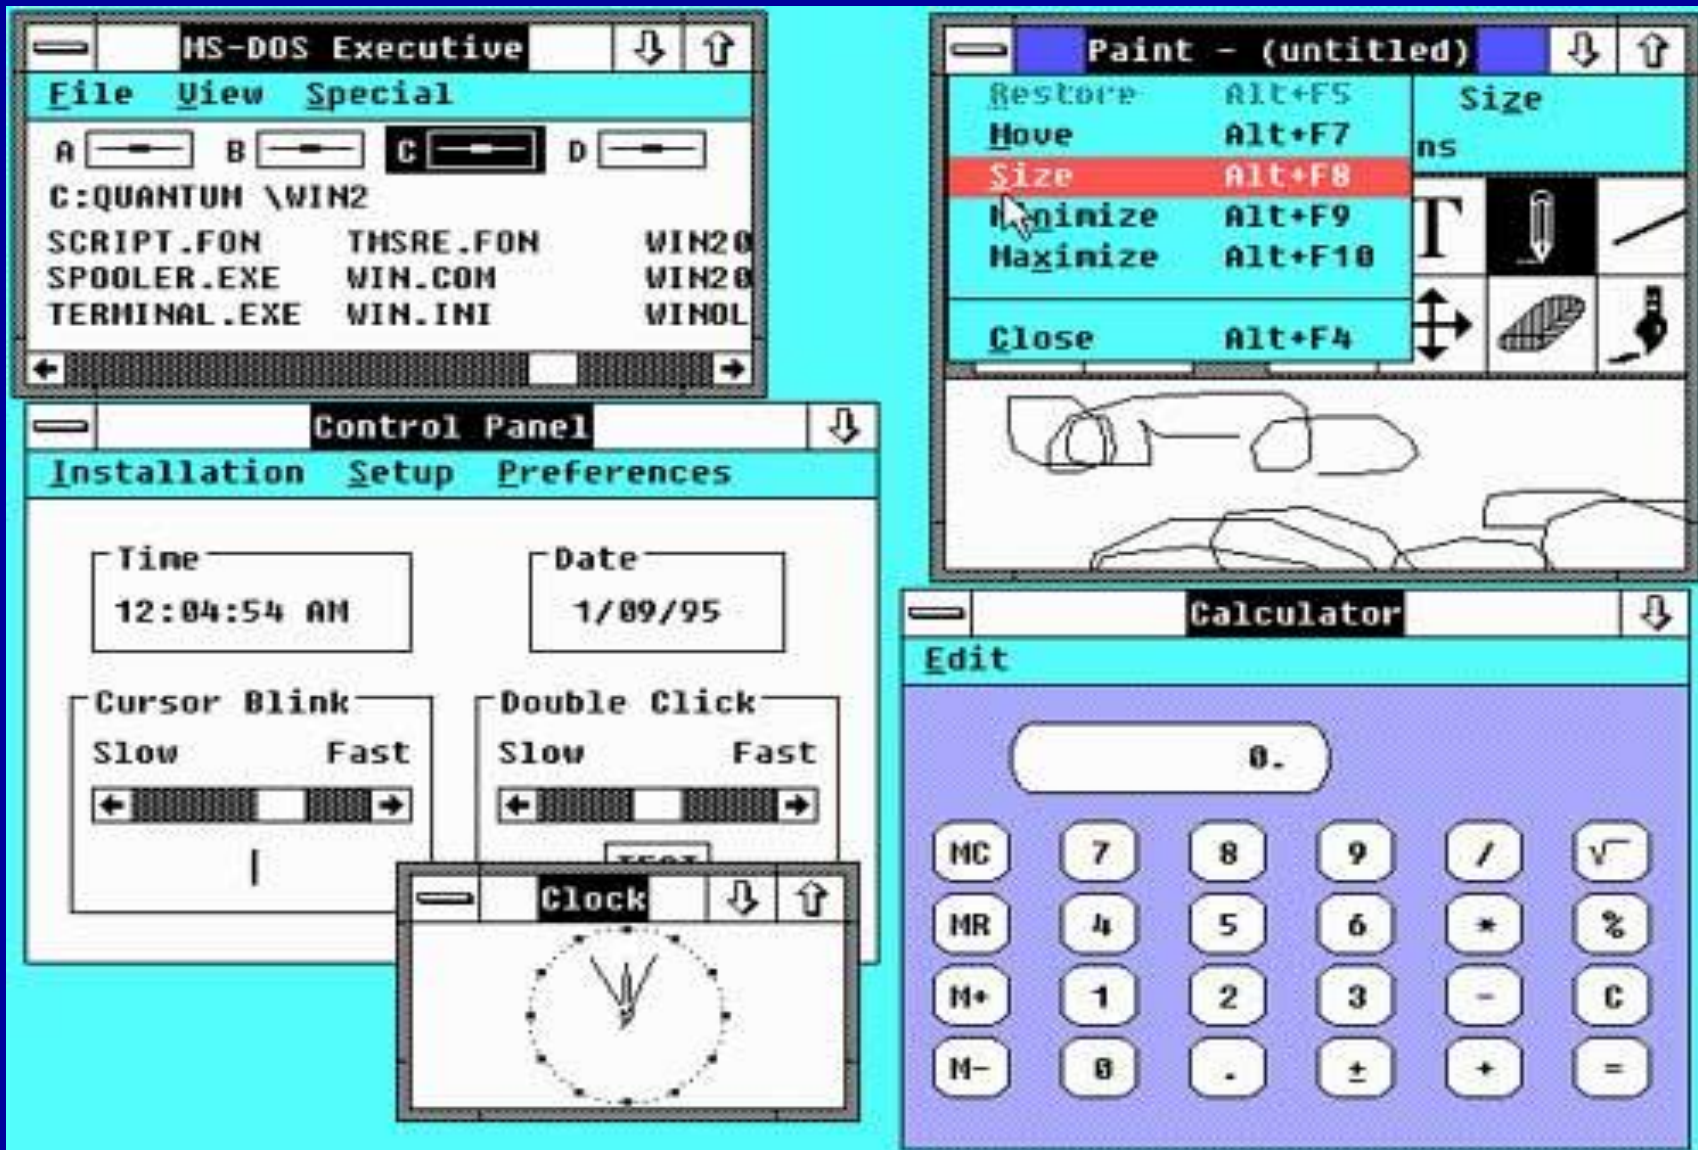 MS-DOS Executive
File View Special
A B C D
C:QUANTUM \WIN2
SCRIPT.FON TMSRE.FON WIN20
SPOOLER.EXE WIN.COM WIN20
TERMINAL.EXE WIN.INI WINOL
Paint - (untitled)
Restore Alt+F5
Move Alt+F7
Size Alt+F8
Minimize Alt+F9
Maximize Alt+F10
Close Alt+F4
Size
ns
T
Control Panel
Installation Setup Preferences
Time
12:04:54 AM
Date
1/09/95
Cursor Blink
Slow Fast
Double Click
Slow Fast
TEST
Clock
Calculator
Edit
0.
MC 7 8 9 / √
MR 4 5 6 * %
M+ 1 2 3 - C
M- 0 . ± + =